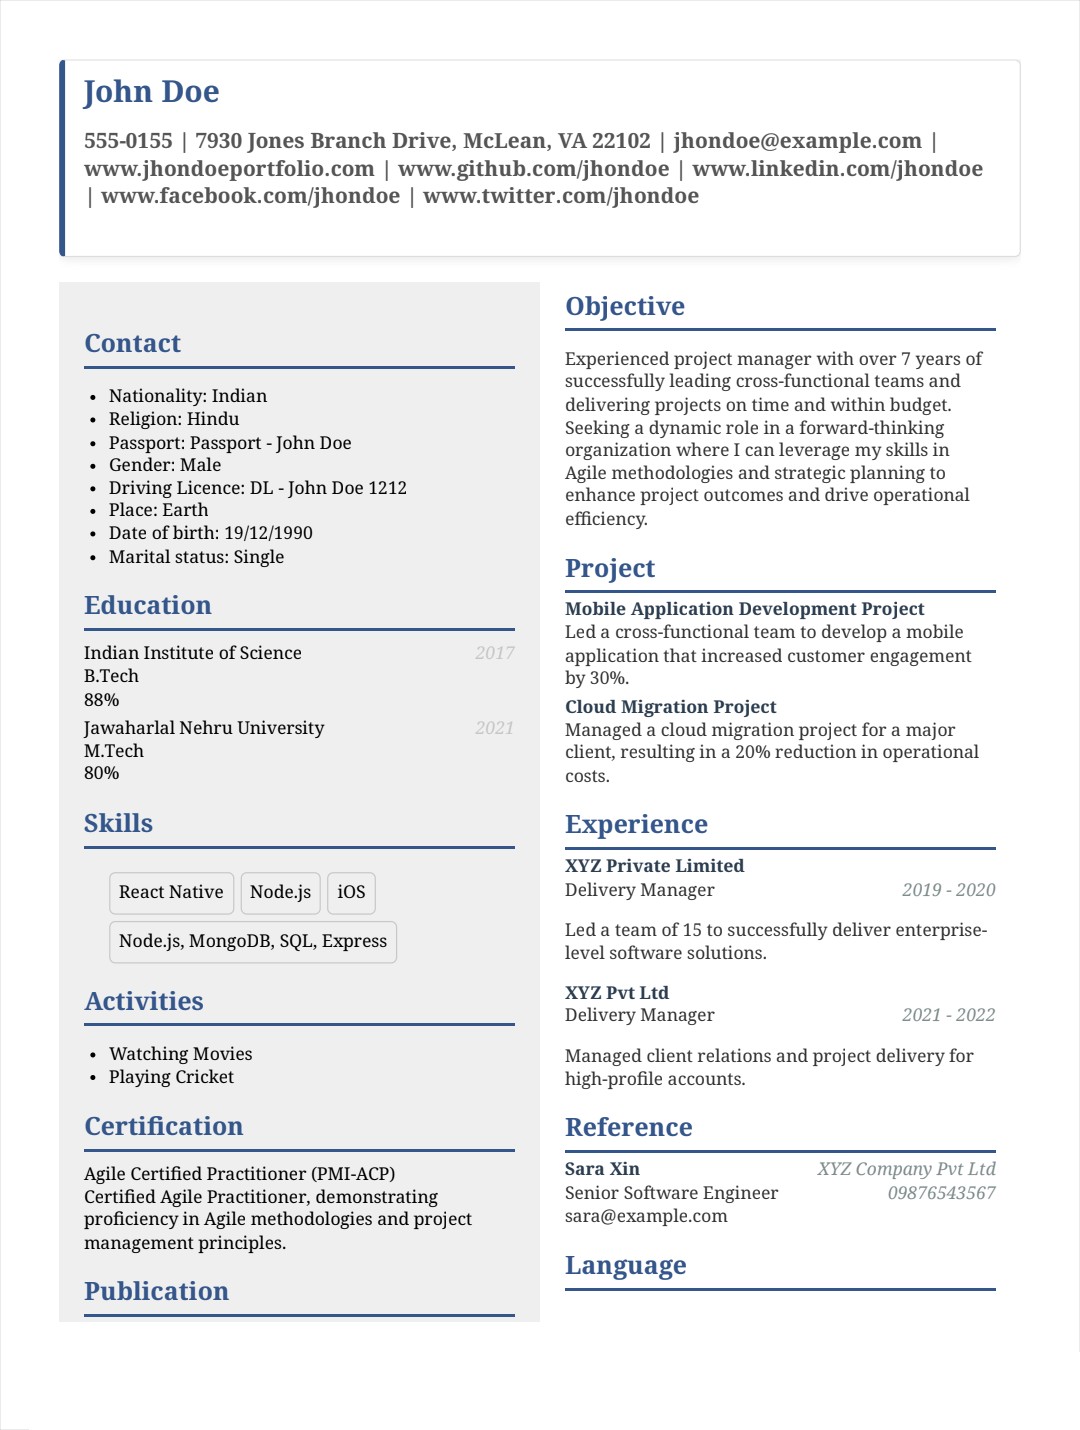 John Doe
555-0155 | 7930 Jones Branch Drive, McLean, VA 22102 | jhondoe@example.com |
www.jhondoeportfolio.com | www.github.com/jhondoe | www.linkedin.com/jhondoe
| www.facebook.com/jhondoe | www.twitter.com/jhondoe
Contact
• Nationality: Indian
• Religion: Hindu
• Passport: Passport - John Doe
• Gender: Male
• Driving Licence: DL - John Doe 1212
• Place: Earth
• Date of birth: 19/12/1990
• Marital status: Single
Education
Indian Institute of Science 2017
B.Tech
88%
Jawaharlal Nehru University 2021
M.Tech
80%
Skills
React Native Node.js iOS
Node.js, MongoDB, SQL, Express
Activities
• Watching Movies
• Playing Cricket
Certification
Agile Certified Practitioner (PMI-ACP)
Certified Agile Practitioner, demonstrating
proficiency in Agile methodologies and project
management principles.
Publication
Objective
Experienced project manager with over 7 years of
successfully leading cross-functional teams and
delivering projects on time and within budget.
Seeking a dynamic role in a forward-thinking
organization where I can leverage my skills in
Agile methodologies and strategic planning to
enhance project outcomes and drive operational
efficiency.
Project
Mobile Application Development Project
Led a cross-functional team to develop a mobile
application that increased customer engagement
by 30%.
Cloud Migration Project
Managed a cloud migration project for a major
client, resulting in a 20% reduction in operational
costs.
Experience
XYZ Private Limited
Delivery Manager 2019 - 2020
Led a team of 15 to successfully deliver enterprise-
level software solutions.
XYZ Pvt Ltd
Delivery Manager 2021 - 2022
Managed client relations and project delivery for
high-profile accounts.
Reference
Sara Xin XYZ Company Pvt Ltd
Senior Software Engineer 09876543567
sara@example.com
Language